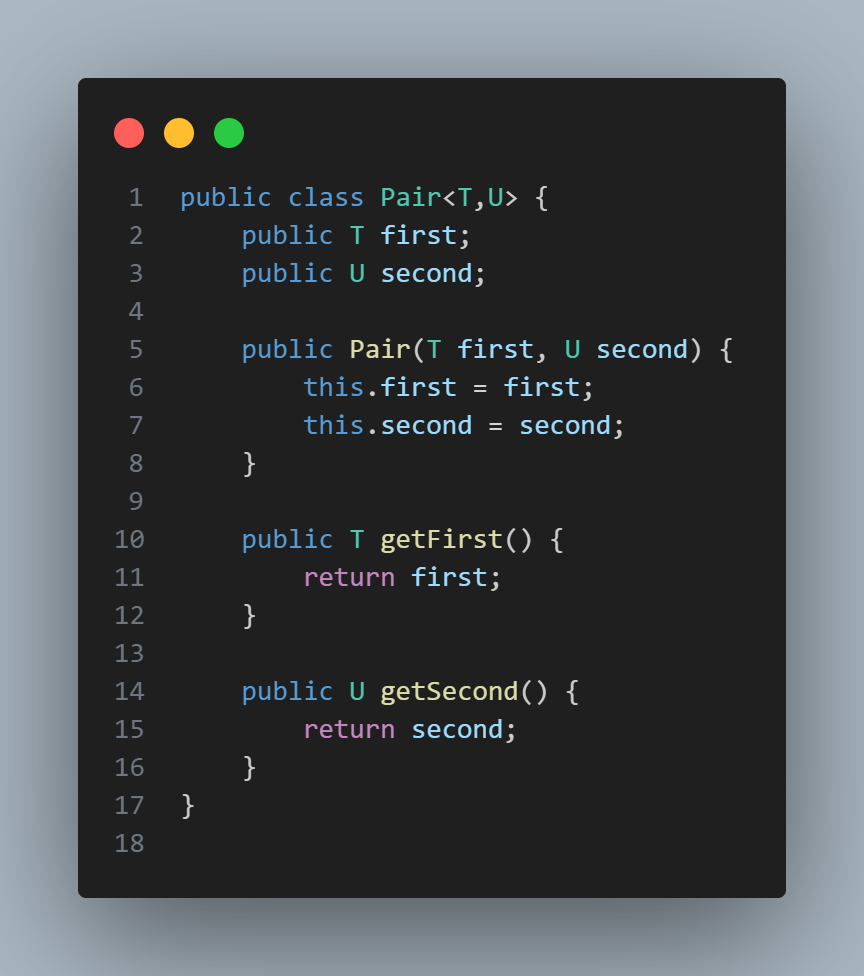 1 public class Pair<T,U> {
2     public T first;
3     public U second;
4
5     public Pair(T first, U second) {
6         this.first = first;
7         this.second = second;
8     }
9
10     public T getFirst() {
11         return first;
12     }
13
14     public U getSecond() {
15         return second;
16     }
17 }
18